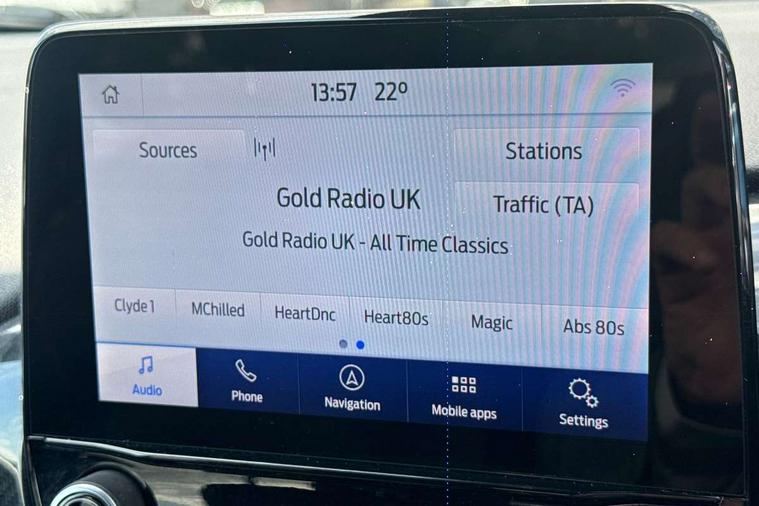 13:57 22º
Sources
Stations
Gold Radio UK
Traffic (TA)
Gold Radio UK - All Time Classics
Clyde 1 MChilled HeartDnc Heart80s Magic Abs 80s
Audio Phone Navigation Mobile apps Settings